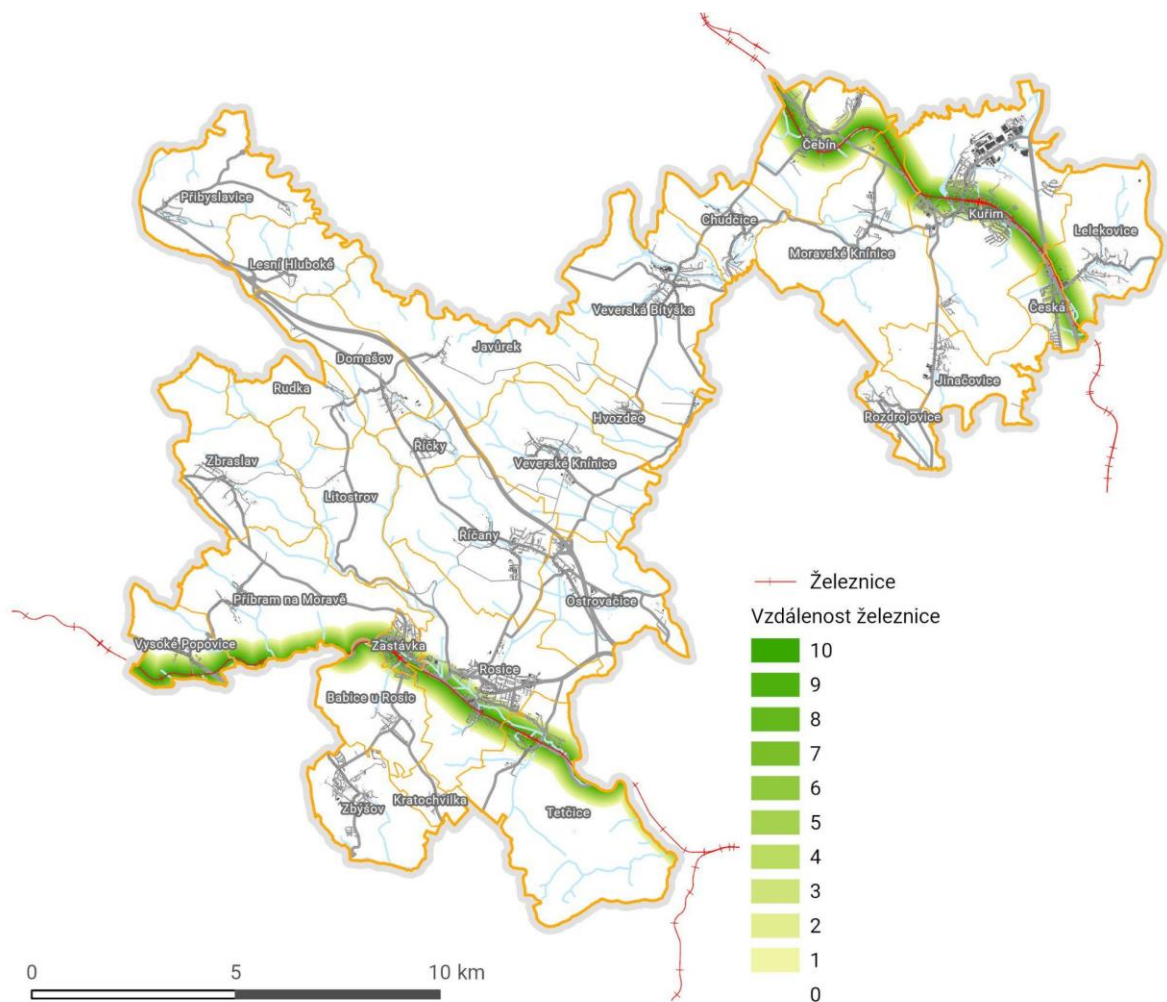 Čebín
Přibyslavice
Kuřim
Chudčice
Lelekovice
Moravské Knínice
Lesní Hluboké
Veverská Bítýška
Česká
Javůrek
Domašov
Rudka
Jinačovice
Hvozdec
Rozdrojovice
Říčky
Zbraslav
Veverské Knínice
Litostrov
Říčany
Ostrovačice
Příbram na Moravě
Vysoké Popovice
Zastávka
Rosice
Babice u Rosic
Zbýšov
Kratochvilka
Tetčice
Železnice
Vzdálenost železnice
10
9
8
7
6
5
4
3
2
1
0
0 5 10 km